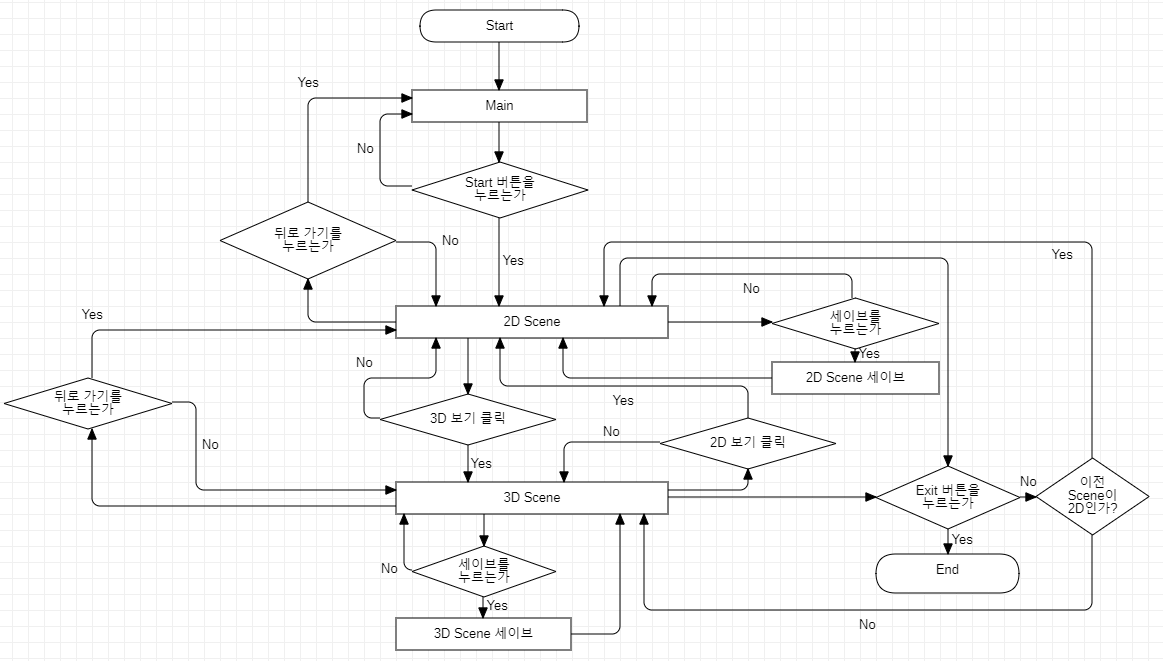 Start
Yes
Main
No
Start 버튼을
누르는가
뒤로 가기를
누르는가
No
Yes
Yes
No
세이브를
누르는가
Yes
2D Scene
Yes
2D Scene 세이브
No
뒤로 가기를
누르는가
3D 보기 클릭
Yes
No
2D 보기 클릭
No
Yes
3D Scene
Exit 버튼을
누르는가
No
이전
Scene이
2D인가?
Yes
End
세이브를
누르는가
No
Yes
3D Scene 세이브
No